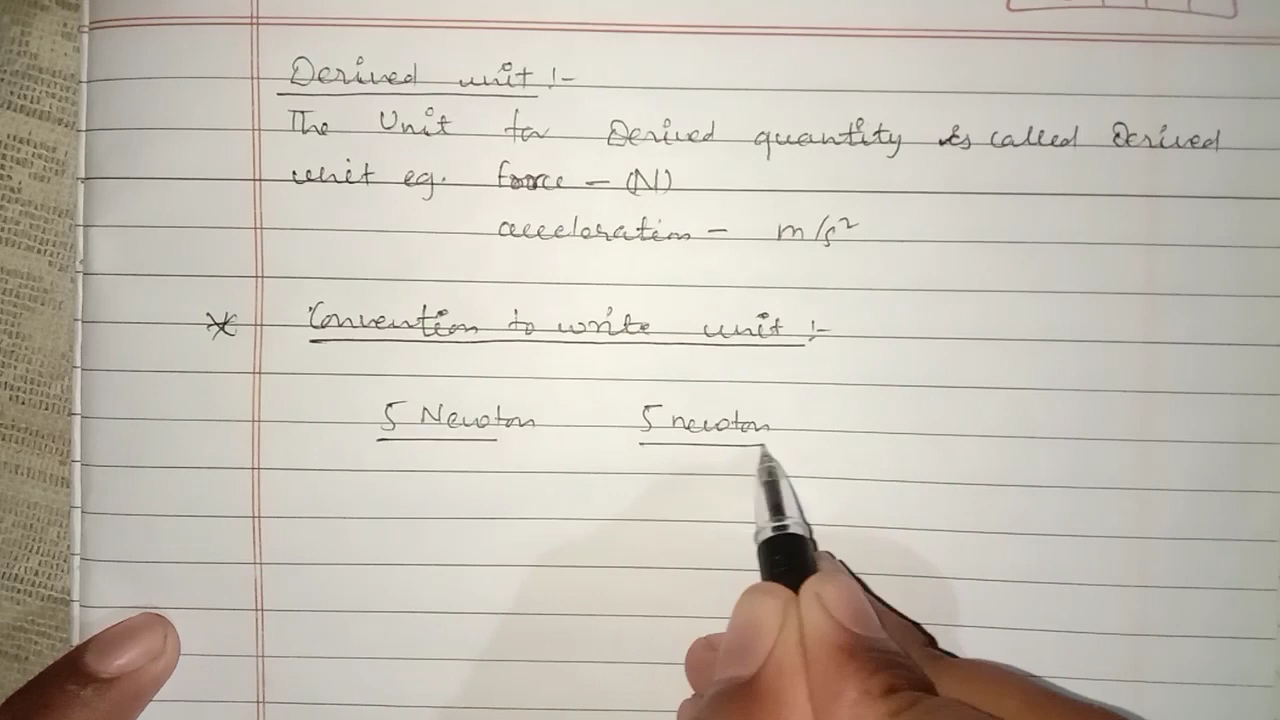 Derived unit :-
The Unit for Derived quantity is called Derived
unit eg. force - (N)
acceleration - m/s²
* Convention to write unit :-
5 Newton 5 newton